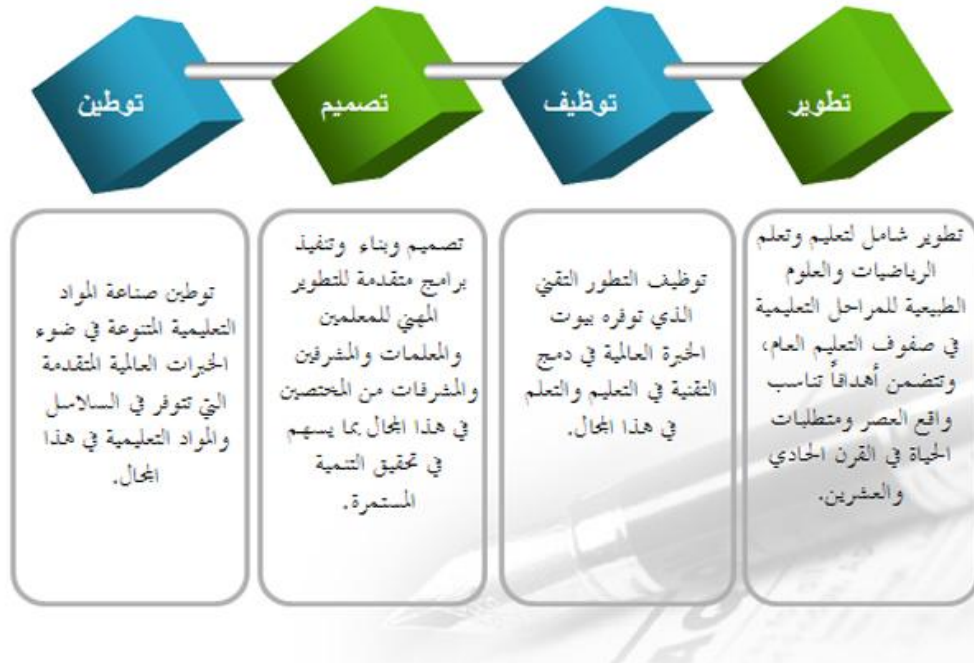 تطوير
توظيف
تصميم
توطين
تطوير شامل لتعليم وتعلم
الرياضيات والعلوم
الطبيعية للمراحل التعليمية
في صفوف التعليم العام،
وتتضمن أهدافاً تناسب
واقع العصر ومتطلبات
الحياة في القرن الحادي
والعشرين.
توظيف التطور التقني
الذي توفره بيوت
الخبرة العالمية في دمج
التقنية في التعليم والتعلم
في هذا المجال.
تصميم وبناء وتنفيذ
برامج متقدمة للتطوير
المهني للمعلمين
والمعلمات والمشرفين
والمشرفات من المختصين
في هذا المجال بما يسهم
في تحقيق التنمية
المستمرة.
توطين صناعة المواد
التعليمية المتنوعة في ضوء
الخبرات العالمية المتقدمة
التي تتوفر في السلاسل
والمواد التعليمية في هذا
المجال.